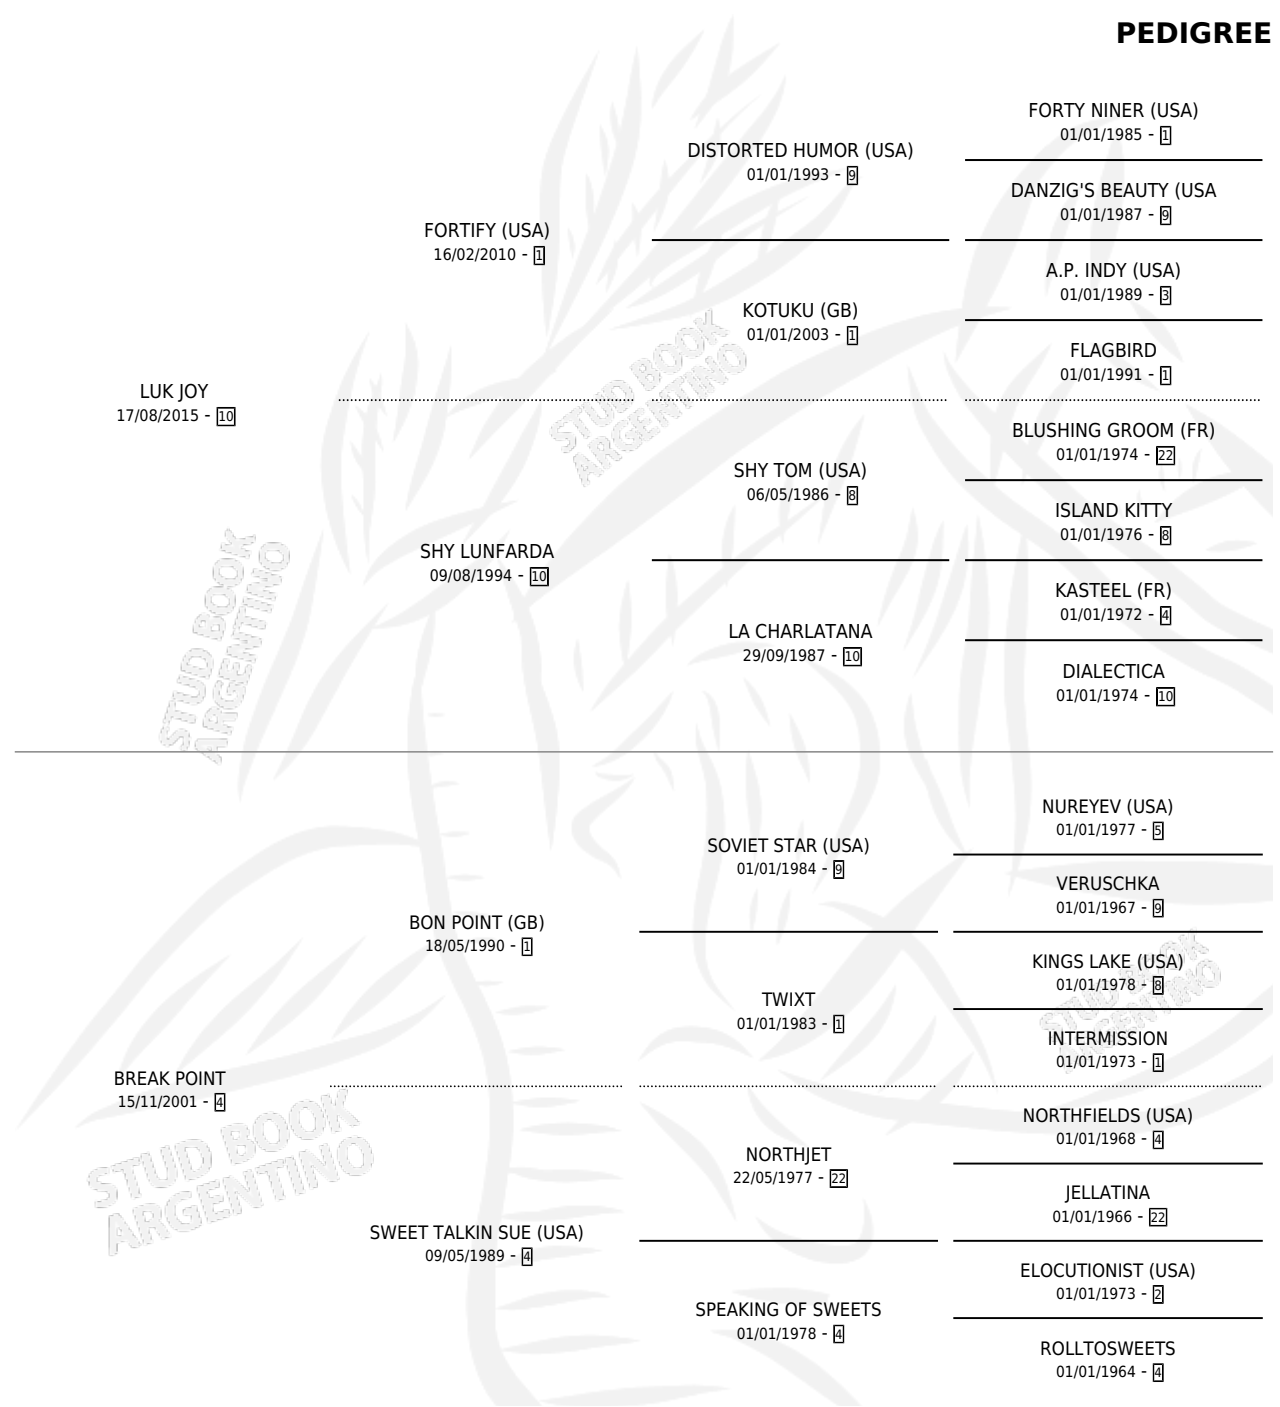 PEDIGREE
FORTY NINER (USA)
01/01/1985 - 1
DISTORTED HUMOR (USA)
01/01/1993 - 9
DANZIG'S BEAUTY (USA
01/01/1987 - 9
FORTIFY (USA)
16/02/2010 - 1
A.P. INDY (USA)
01/01/1989 - 3
KOTUKU (GB)
01/01/2003 - 1
FLAGBIRD
01/01/1991 - 1
LUK JOY
17/08/2015 - 10
BLUSHING GROOM (FR)
01/01/1974 - 22
SHY TOM (USA)
06/05/1986 - 8
ISLAND KITTY
01/01/1976 - 8
SHY LUNFARDA
09/08/1994 - 10
KASTEEL (FR)
01/01/1972 - 4
LA CHARLATANA
29/09/1987 - 10
DIALECTICA
01/01/1974 - 10
NUREYEV (USA)
01/01/1977 - 5
SOVIET STAR (USA)
01/01/1984 - 9
VERUSCHKA
01/01/1967 - 9
BON POINT (GB)
18/05/1990 - 1
KINGS LAKE (USA)
01/01/1978 - 8
TWIXT
01/01/1983 - 1
INTERMISSION
01/01/1973 - 1
BREAK POINT
15/11/2001 - 4
NORTHFIELDS (USA)
01/01/1968 - 4
NORTHJET
22/05/1977 - 22
JELLATINA
01/01/1966 - 22
SWEET TALKIN SUE (USA)
09/05/1989 - 4
ELOCUTIONIST (USA)
01/01/1973 - 2
SPEAKING OF SWEETS
01/01/1978 - 4
ROLLTOSWEETS
01/01/1964 - 4
STUD BOOK
ARGENTINO
STUD BOOK
ARGENTINO
STUD BOOK
ARGENTINO
STUD BOOK
ARGENTINO